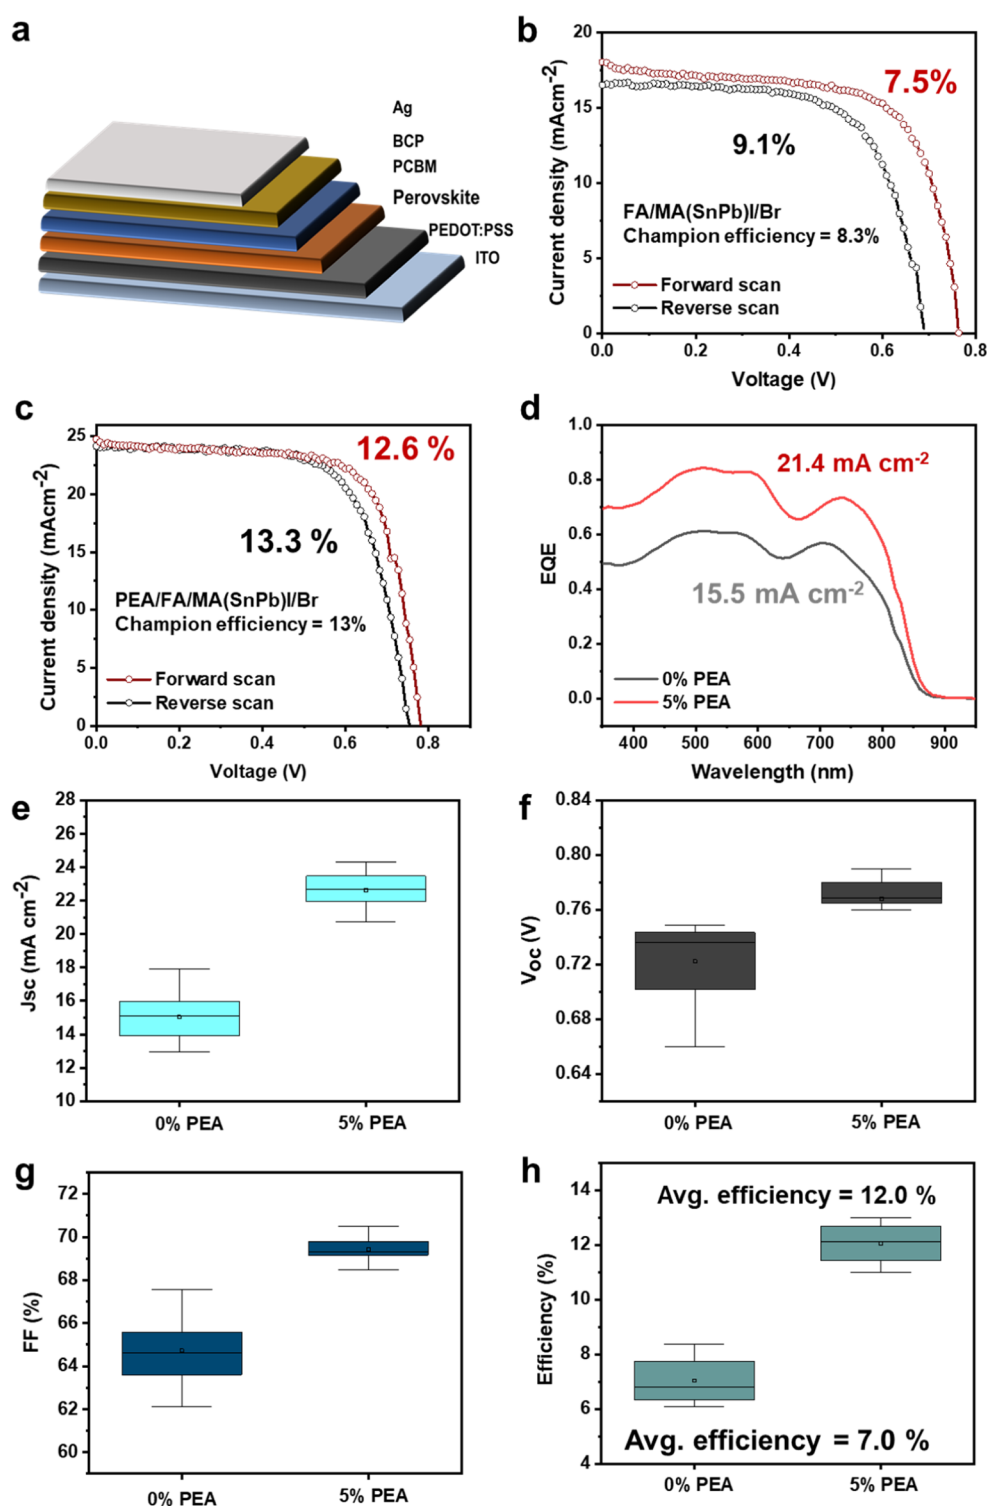 a
Ag
BCP
PCBM
Perovskite
PEDOT:PSS
ITO
b
20
15
10
5
0
0.0
0.2
0.4
0.6
0.8
Current density (mAcm-2)
Voltage (V)
7.5%
9.1%
FA/MA(SnPb)I/Br
Champion efficiency = 8.3%
Forward scan
Reverse scan
c
25
20
15
10
5
0
0.0
0.2
0.4
0.6
0.8
Current density (mAcm-2)
Voltage (V)
12.6 %
13.3 %
PEA/FA/MA(SnPb)I/Br
Champion efficiency = 13%
Forward scan
Reverse scan
d
1.0
0.8
0.6
0.4
0.2
0.0
400
500
600
700
800
900
EQE
Wavelength (nm)
21.4 mA cm-2
15.5 mA cm-2
0% PEA
5% PEA
e
28
26
24
22
20
18
16
14
12
10
Jsc (mA cm-2)
0% PEA
5% PEA
f
0.84
0.80
0.76
0.72
0.68
0.64
VOC (V)
0% PEA
5% PEA
g
72
70
68
66
64
62
60
FF (%)
0% PEA
5% PEA
h
14
12
10
8
6
4
Efficiency (%)
Avg. efficiency = 12.0 %
Avg. efficiency = 7.0 %
0% PEA
5% PEA